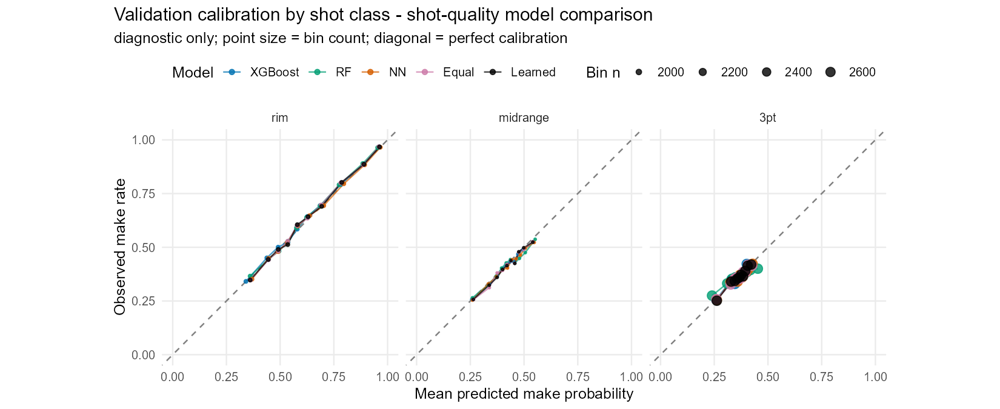 Validation calibration by shot class - shot-quality model comparison
diagnostic only; point size = bin count; diagonal = perfect calibration
Model XGBoost RF NN Equal Learned Bin n 2000 2200 2400 2600
rim midrange 3pt
Observed make rate
1.00
0.75
0.50
0.25
0.00
0.00 0.25 0.50 0.75 1.00 0.00 0.25 0.50 0.75 1.00 0.00 0.25 0.50 0.75 1.00
Mean predicted make probability